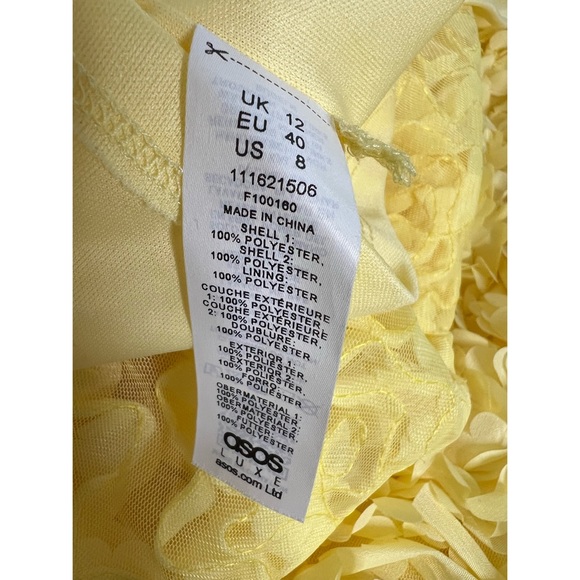 UK 12
EU 40
US 8
111621506
F100160
MADE IN CHINA
SHELL 1:
100% POLYESTER,
SHELL 2:
100% POLYESTER,
LINING:
100% POLYESTER
COUCHE EXTÉRIEURE
1: 100% POLYESTER,
COUCHE EXTÉRIEURE
2: 100% POLYESTER,
DOUBLURE:
100% POLYESTER
EXTERIOR 1:
100% POLIÉSTER,
EXTERIOR 2:
100% POLIÉSTER,
FORRO:
100% POLIÉSTER
OBERMATERIAL 1:
100% POLYESTER,
OBERMATERIAL 2:
100% POLYESTER,
FUTTER:
100% POLYESTER
asos
LUXE
asos.com Ltd